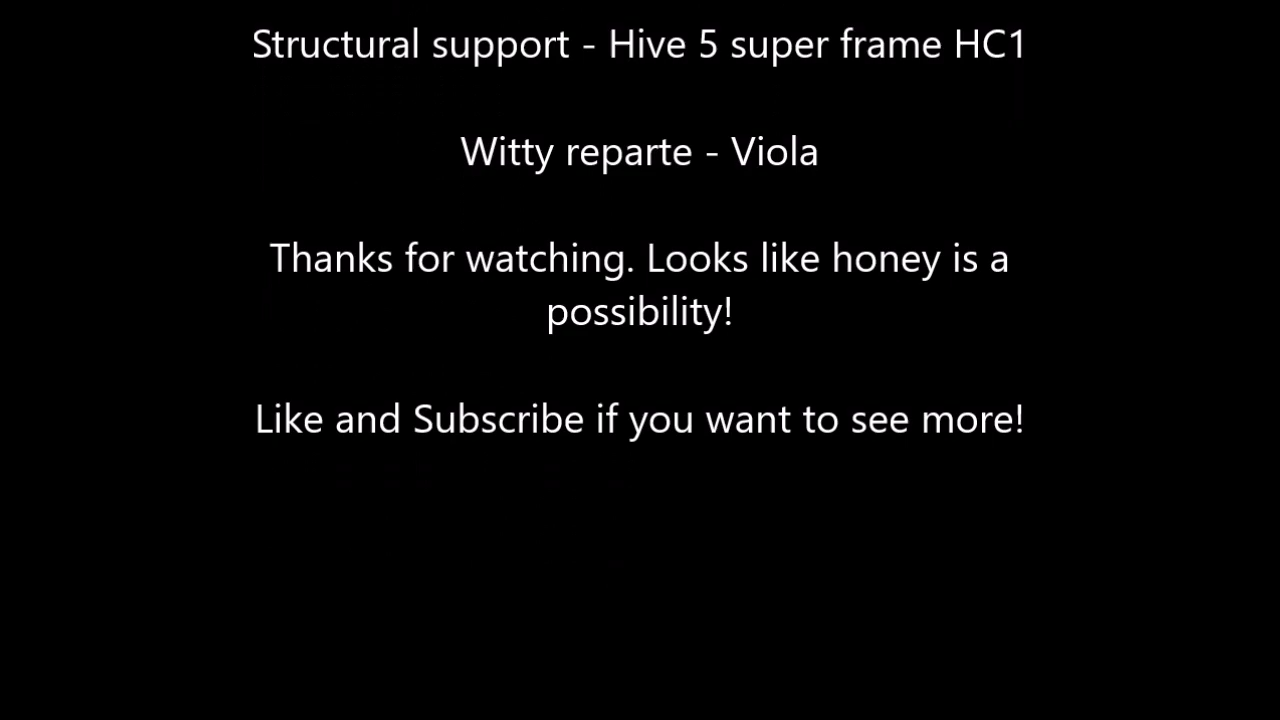 Structural support - Hive 5 super frame HC1
Witty reparte - Viola
Thanks for watching. Looks like honey is a
possibility!
Like and Subscribe if you want to see more!